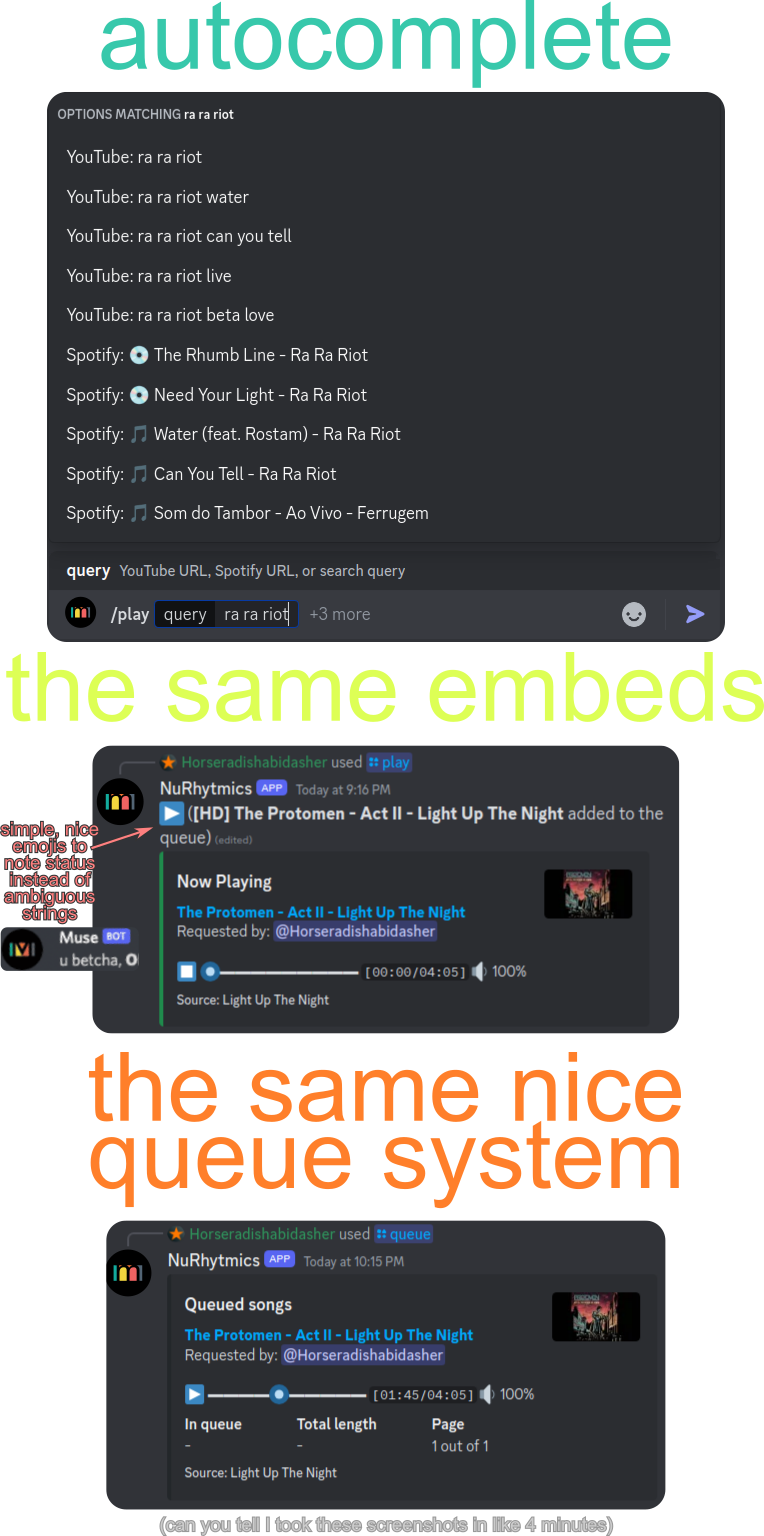 autocomplete
OPTIONS MATCHING ra ra riot
YouTube: ra ra riot
YouTube: ra ra riot water
YouTube: ra ra riot can you tell
YouTube: ra ra riot live
YouTube: ra ra riot beta love
Spotify: 💿 The Rhumb Line - Ra Ra Riot
Spotify: 💿 Need Your Light - Ra Ra Riot
Spotify: 🎵 Water (feat. Rostam) - Ra Ra Riot
Spotify: 🎵 Can You Tell - Ra Ra Riot
Spotify: 🎵 Som do Tambor - Ao Vivo - Ferrugem
query YouTube URL, Spotify URL, or search query
/play query ra ra riot +3 more
the same embeds
Horseradishabidasher used play
NuRhytmics APP Today at 9:16 PM
([HD] The Protomen - Act II - Light Up The Night added to the
queue) (edited)
simple, nice
emojis to
note status
instead of
ambiguous
strings
Muse BOT
u betcha, O
Now Playing
The Protomen - Act II - Light Up The Night
Requested by: @Horseradishabidasher
[00:00/04:05] 100%
Source: Light Up The Night
the same nice
queue system
Horseradishabidasher used queue
NuRhytmics APP Today at 10:15 PM
Queued songs
The Protomen - Act II - Light Up The Night
Requested by: @Horseradishabidasher
[01:45/04:05] 100%
In queue Total length Page
- - 1 out of 1
Source: Light Up The Night
(can you tell I took these screenshots in like 4 minutes)